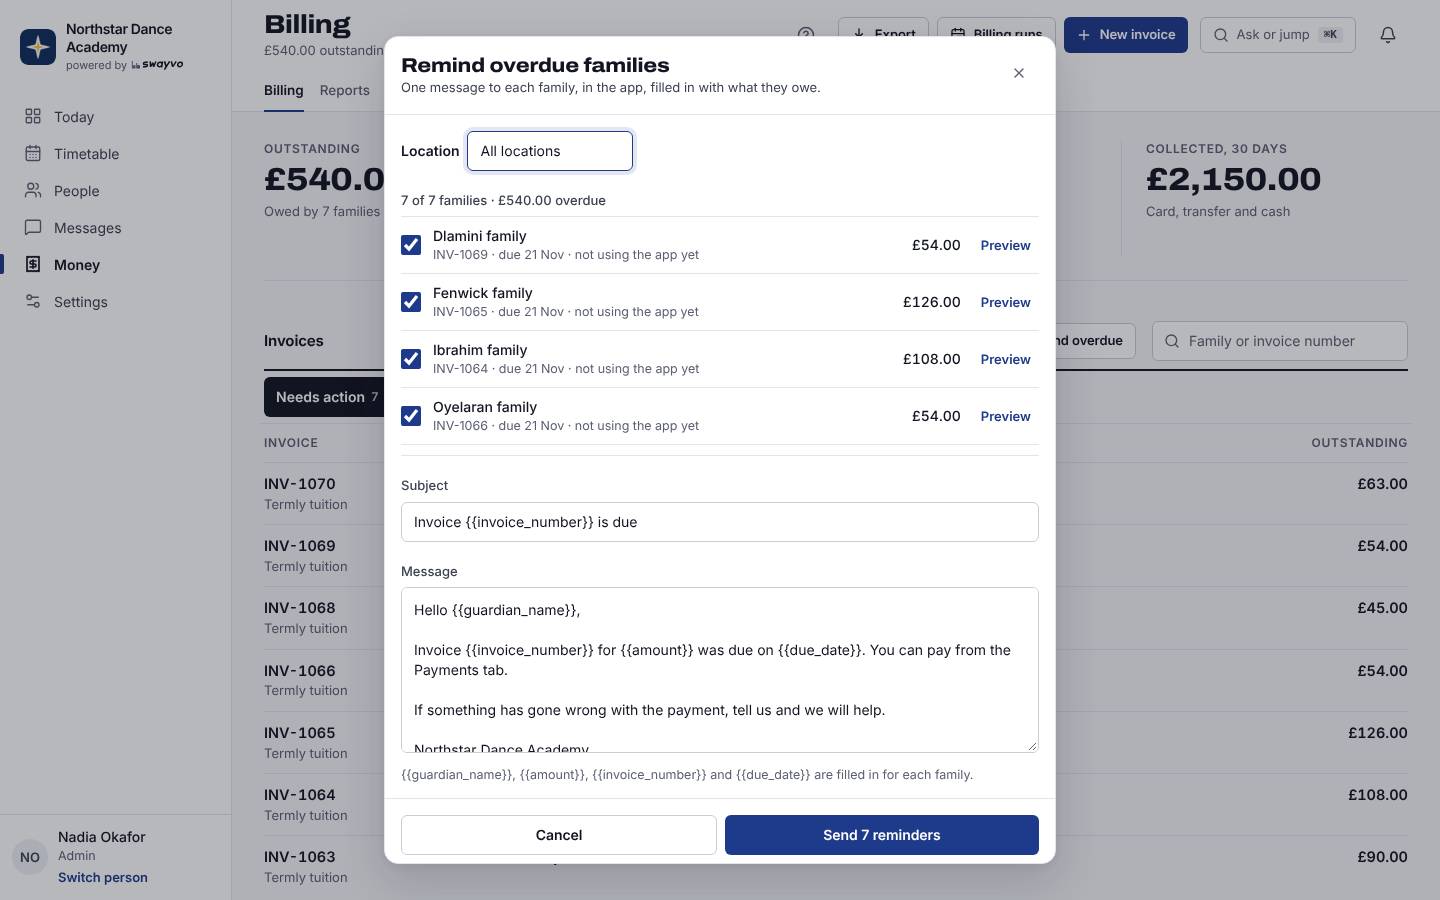 Northstar Dance
Academy
powered by swayvo
Today
Timetable
People
Messages
Money
Settings
NO
Nadia Okafor
Admin
Switch person
Billing
£540.00 outstandin
Export
Billing runs
New invoice
Ask or jump ⌘K
Billing Reports
OUTSTANDING
£540.0
Owed by 7 families
COLLECTED, 30 DAYS
£2,150.00
Card, transfer and cash
Invoices
nd overdue
Family or invoice number
Needs action 7
INVOICE
OUTSTANDING
INV-1070
£63.00
Termly tuition
INV-1069
£54.00
Termly tuition
INV-1068
£45.00
Termly tuition
INV-1066
£54.00
Termly tuition
INV-1065
£126.00
Termly tuition
INV-1064
£108.00
Termly tuition
INV-1063
£90.00
Termly tuition
Remind overdue families
One message to each family, in the app, filled in with what they owe.
Location All locations
7 of 7 families · £540.00 overdue
Dlamini family
INV-1069 · due 21 Nov · not using the app yet
£54.00 Preview
Fenwick family
INV-1065 · due 21 Nov · not using the app yet
£126.00 Preview
Ibrahim family
INV-1064 · due 21 Nov · not using the app yet
£108.00 Preview
Oyelaran family
INV-1066 · due 21 Nov · not using the app yet
£54.00 Preview
Subject
Invoice {{invoice_number}} is due
Message
Hello {{guardian_name}},
Invoice {{invoice_number}} for {{amount}} was due on {{due_date}}. You can pay from the
Payments tab.
If something has gone wrong with the payment, tell us and we will help.
Northstar Dance Academy
{{guardian_name}}, {{amount}}, {{invoice_number}} and {{due_date}} are filled in for each family.
Cancel
Send 7 reminders